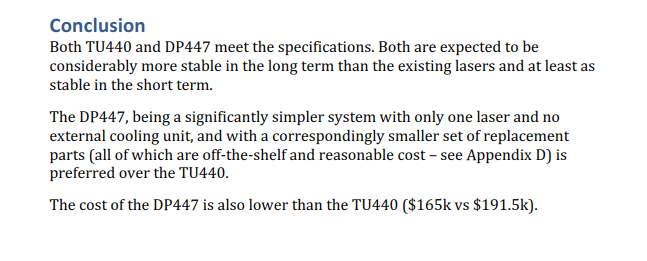 Conclusion
Both TU440 and DP447 meet the specifications. Both are expected to be
considerably more stable in the long term than the existing lasers and at least as
stable in the short term.
The DP447, being a significantly simpler system with only one laser and no
external cooling unit, and with a correspondingly smaller set of replacement
parts (all of which are off-the-shelf and reasonable cost – see Appendix D) is
preferred over the TU440.
The cost of the DP447 is also lower than the TU440 ($165k vs $191.5k).